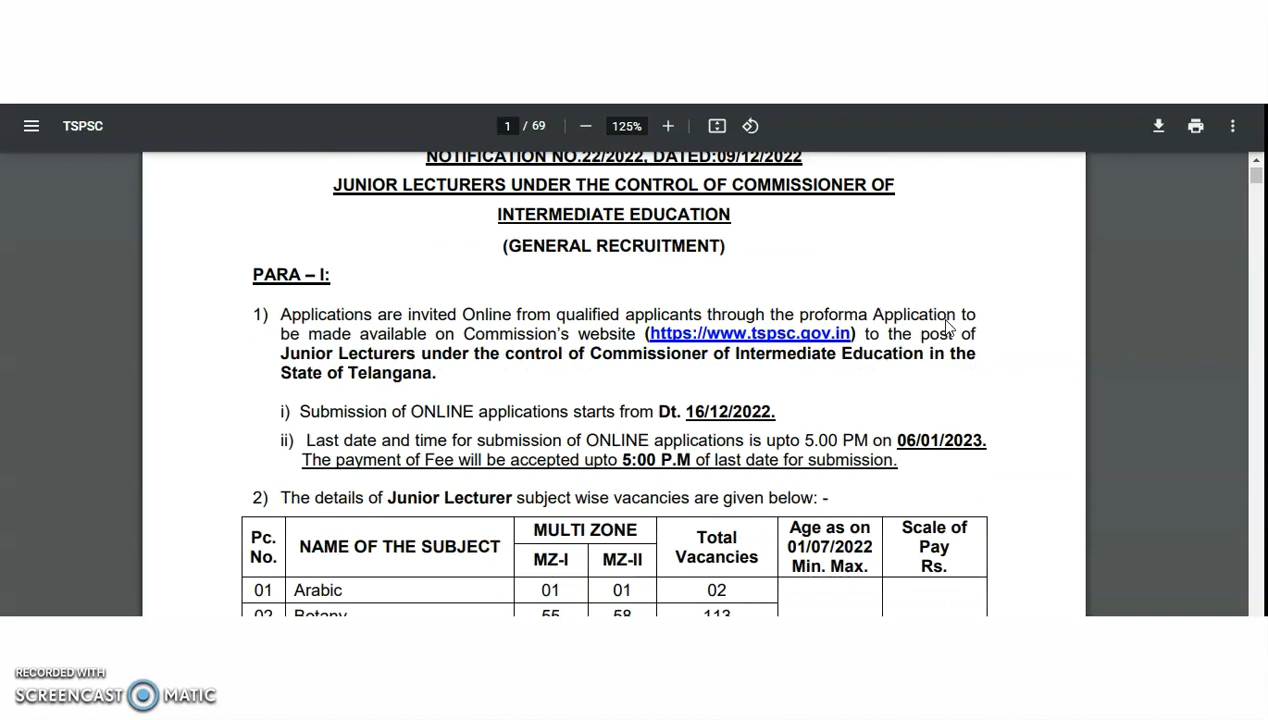 TSPSC 1 / 69 125%
NOTIFICATION NO.22/2022, DATED:09/12/2022
JUNIOR LECTURERS UNDER THE CONTROL OF COMMISSIONER OF
INTERMEDIATE EDUCATION
(GENERAL RECRUITMENT)
PARA – I:
1) Applications are invited Online from qualified applicants through the proforma Application to
be made available on Commission's website (https://www.tspsc.gov.in) to the post of
Junior Lecturers under the control of Commissioner of Intermediate Education in the
State of Telangana.
i) Submission of ONLINE applications starts from Dt. 16/12/2022.
ii) Last date and time for submission of ONLINE applications is upto 5.00 PM on 06/01/2023.
The payment of Fee will be accepted upto 5:00 P.M of last date for submission.
2) The details of Junior Lecturer subject wise vacancies are given below: -
Pc. No. NAME OF THE SUBJECT MULTI ZONE MZ-I MZ-II Total Vacancies Age as on 01/07/2022 Min. Max. Scale of Pay Rs.
01 Arabic 01 01 02
02 Botany 55 58 113
RECORDED WITH
SCREENCAST MATIC